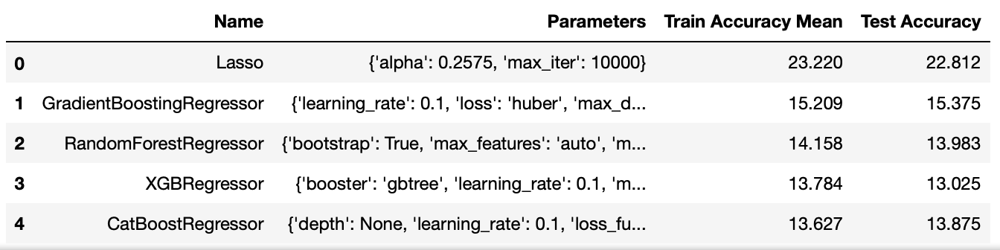 Name Parameters Train Accuracy Mean Test Accuracy
0 Lasso {'alpha': 0.2575, 'max_iter': 10000} 23.220 22.812
1 GradientBoostingRegressor {'learning_rate': 0.1, 'loss': 'huber', 'max_d... 15.209 15.375
2 RandomForestRegressor {'bootstrap': True, 'max_features': 'auto', 'm... 14.158 13.983
3 XGBRegressor {'booster': 'gbtree', 'learning_rate': 0.1, 'm... 13.784 13.025
4 CatBoostRegressor {'depth': None, 'learning_rate': 0.1, 'loss_fu... 13.627 13.875